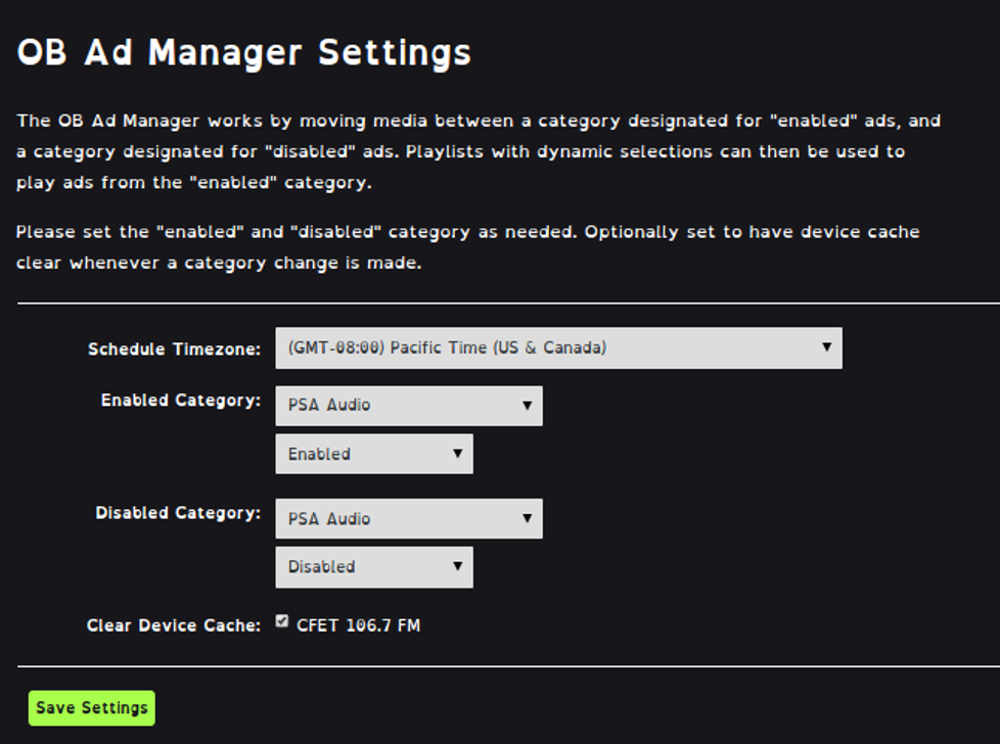 OB Ad Manager Settings
The OB Ad Manager works by moving media between a category designated for "enabled" ads, and
a category designated for "disabled" ads. Playlists with dynamic selections can then be used to
play ads from the "enabled" category.
Please set the "enabled" and "disabled" category as needed. Optionally set to have device cache
clear whenever a category change is made.
Schedule Timezone: (GMT-08:00) Pacific Time (US & Canada)
Enabled Category: PSA Audio
Enabled
Disabled Category: PSA Audio
Disabled
Clear Device Cache: CFET 106.7 FM
Save Settings